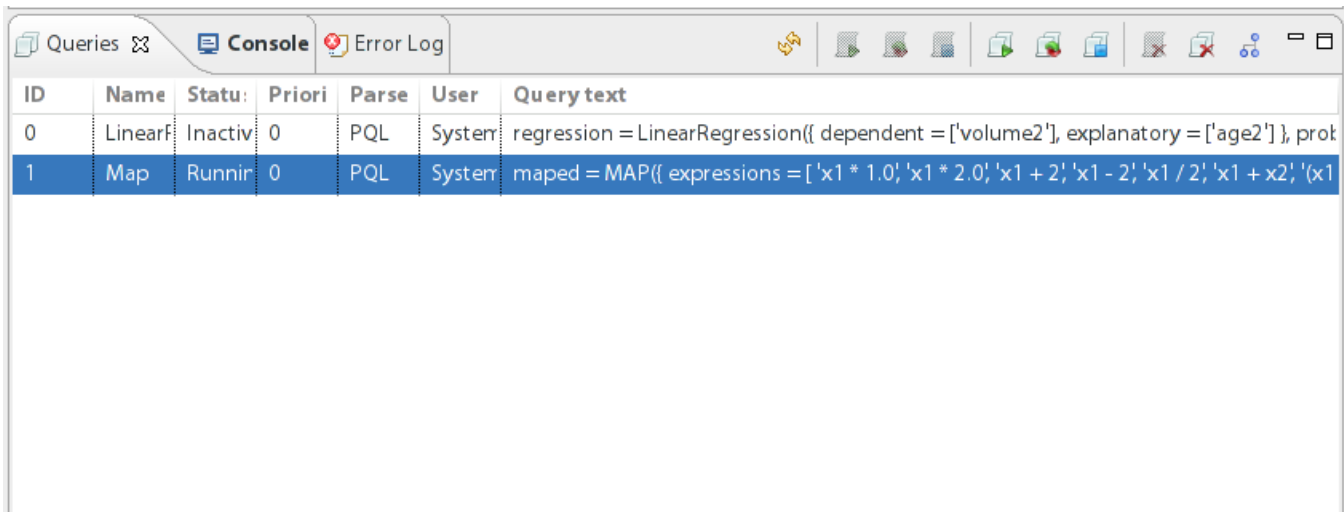 Queries Console Error Log
ID Name Statu: Priori Parse User Query text
0 LinearF Inactiv 0 PQL System regression = LinearRegression({ dependent = ['volume2'], explanatory = ['age2'] }, prob
1 Map Runnin 0 PQL System maped = MAP({ expressions = [ 'x1 * 1.0', 'x1 * 2.0', 'x1 + 2', 'x1 - 2', 'x1 / 2', 'x1 + x2', '(x1